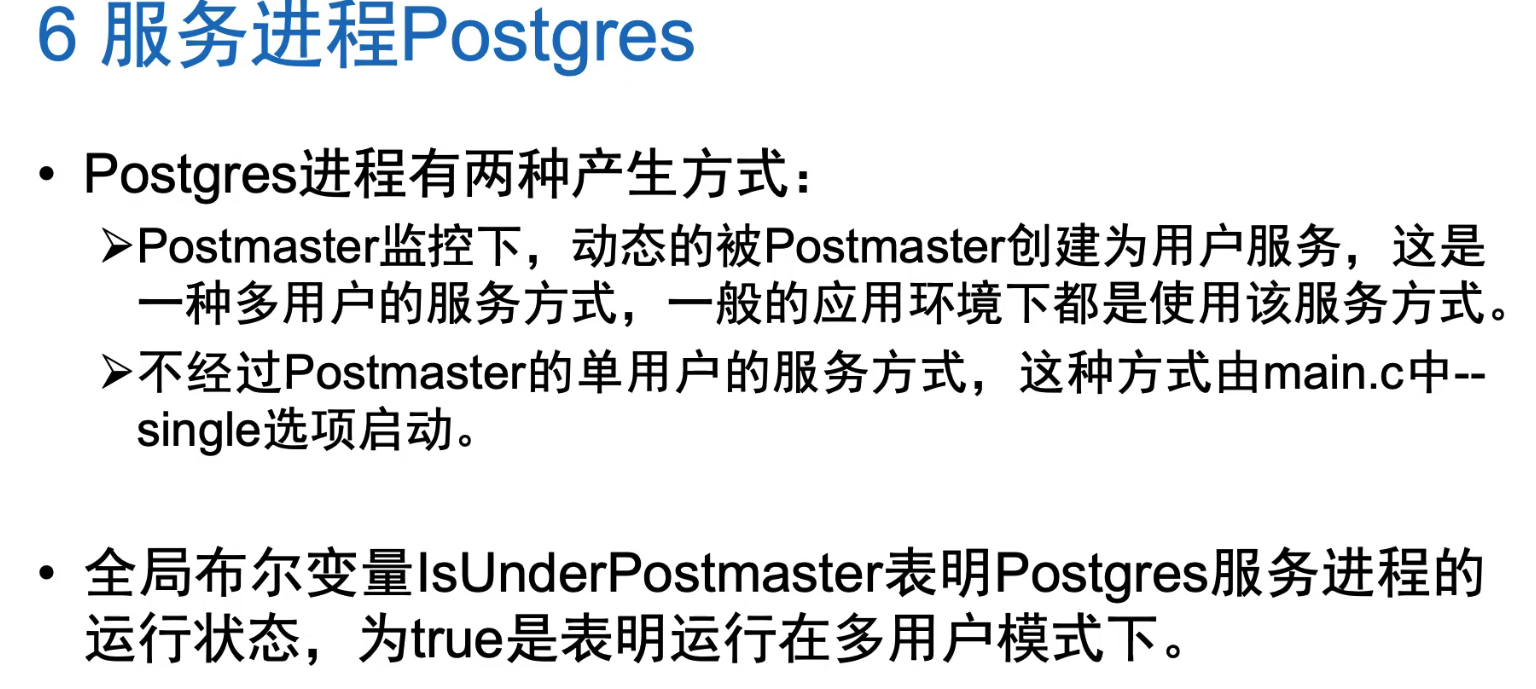 6 服务进程Postgres
• Postgres进程有两种产生方式：
➢Postmaster监控下，动态的被Postmaster创建为用户服务，这是
一种多用户的服务方式，一般的应用环境下都是使用该服务方式。
➢不经过Postmaster的单用户的服务方式，这种方式由main.c中--
single选项启动。
• 全局布尔变量IsUnderPostmaster表明Postgres服务进程的
运行状态，为true是表明运行在多用户模式下。